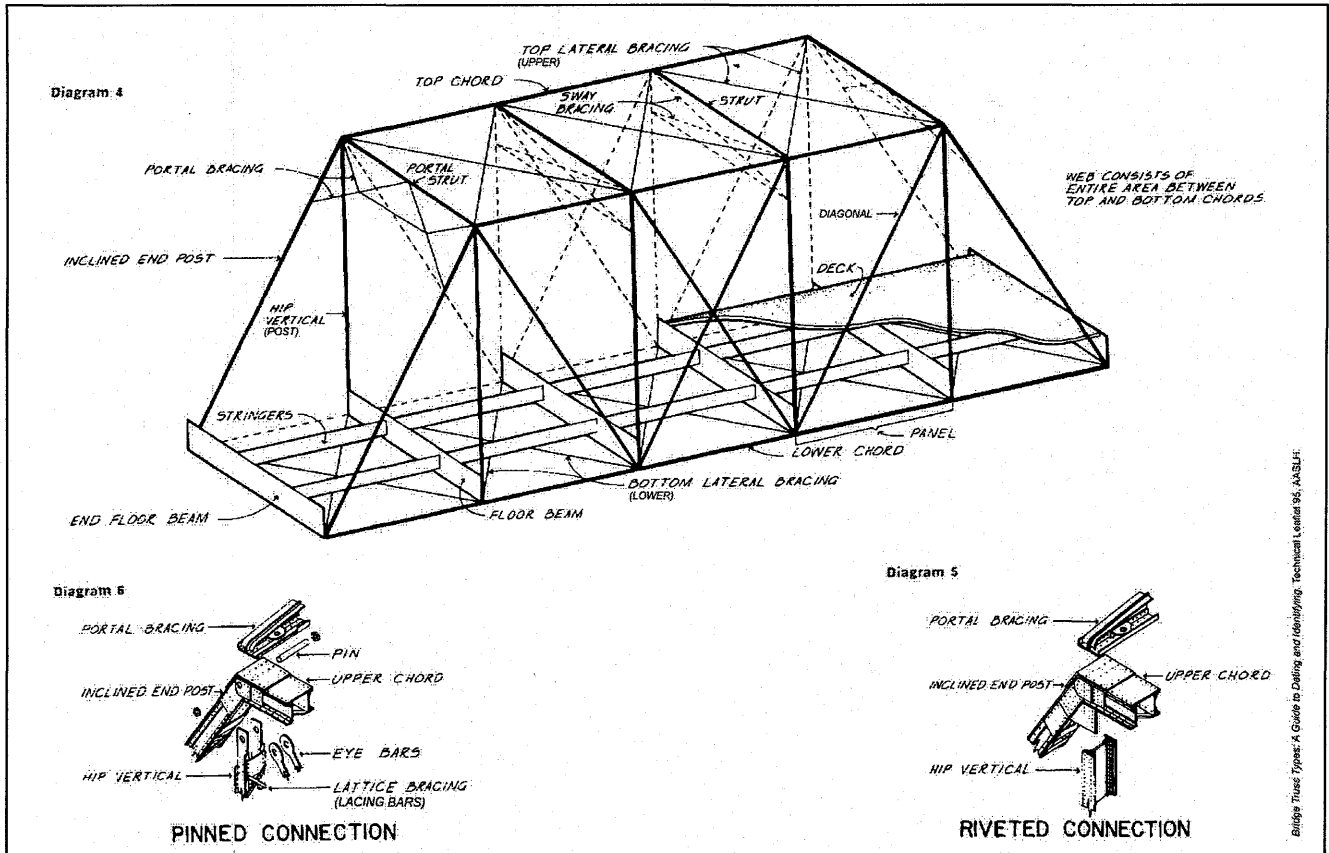 Diagram 4
TOP LATERAL BRACING
(UPPER)
TOP CHORD
SWAY
BRACING
STRUT
PORTAL BRACING
PORTAL
STRUT
WEB CONSISTS OF
ENTIRE AREA BETWEEN
TOP AND BOTTOM CHORDS.
DIAGONAL
INCLINED END POST
DECK
HIP
VERTICAL
(POST)
STRINGERS
PANEL
LOWER CHORD
BOTTOM LATERAL BRACING
(LOWER)
FLOOR BEAM
END FLOOR BEAM
Diagram 6
PORTAL BRACING
PIN
UPPER CHORD
INCLINED END POST
EYE BARS
HIP VERTICAL
LATTICE BRACING
(LACING BARS)
PINNED CONNECTION
Diagram 5
PORTAL BRACING
UPPER CHORD
INCLINED END POST
HIP VERTICAL
RIVETED CONNECTION
Bridge Truss Types: A Guide to Dating and Identifying. Technical Leaflet 95, AASLH.